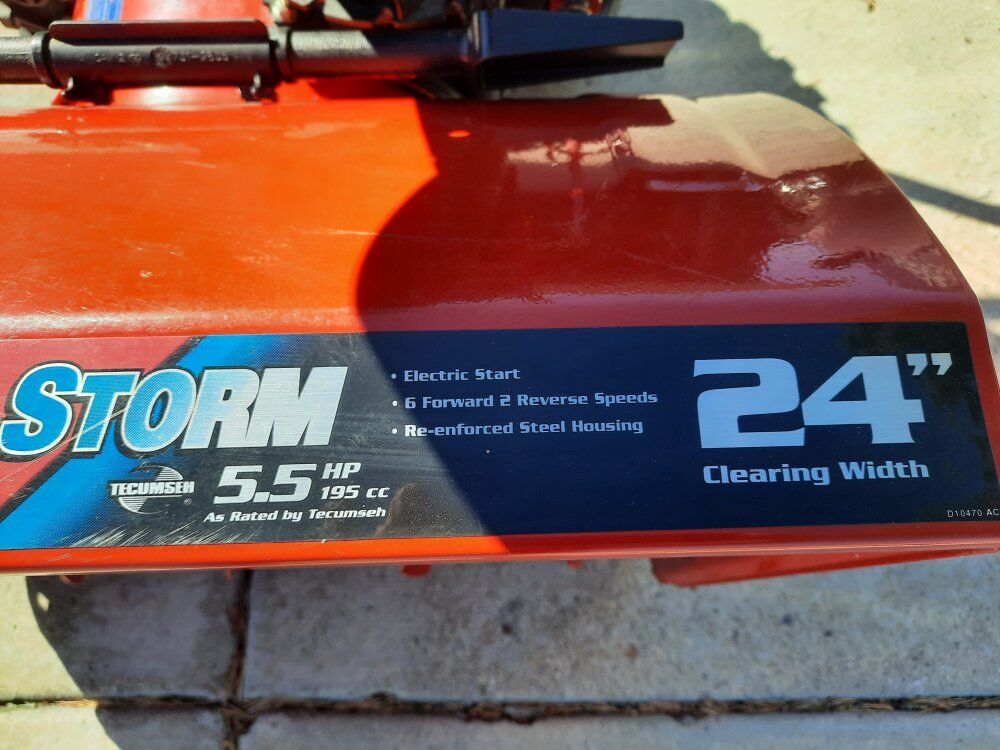 STORM
TECUMSEH
5.5 HP
195 cc
As Rated by Tecumseh
• Electric Start
• 6 Forward 2 Reverse Speeds
• Re-enforced Steel Housing
24”
Clearing Width
D10470 AC